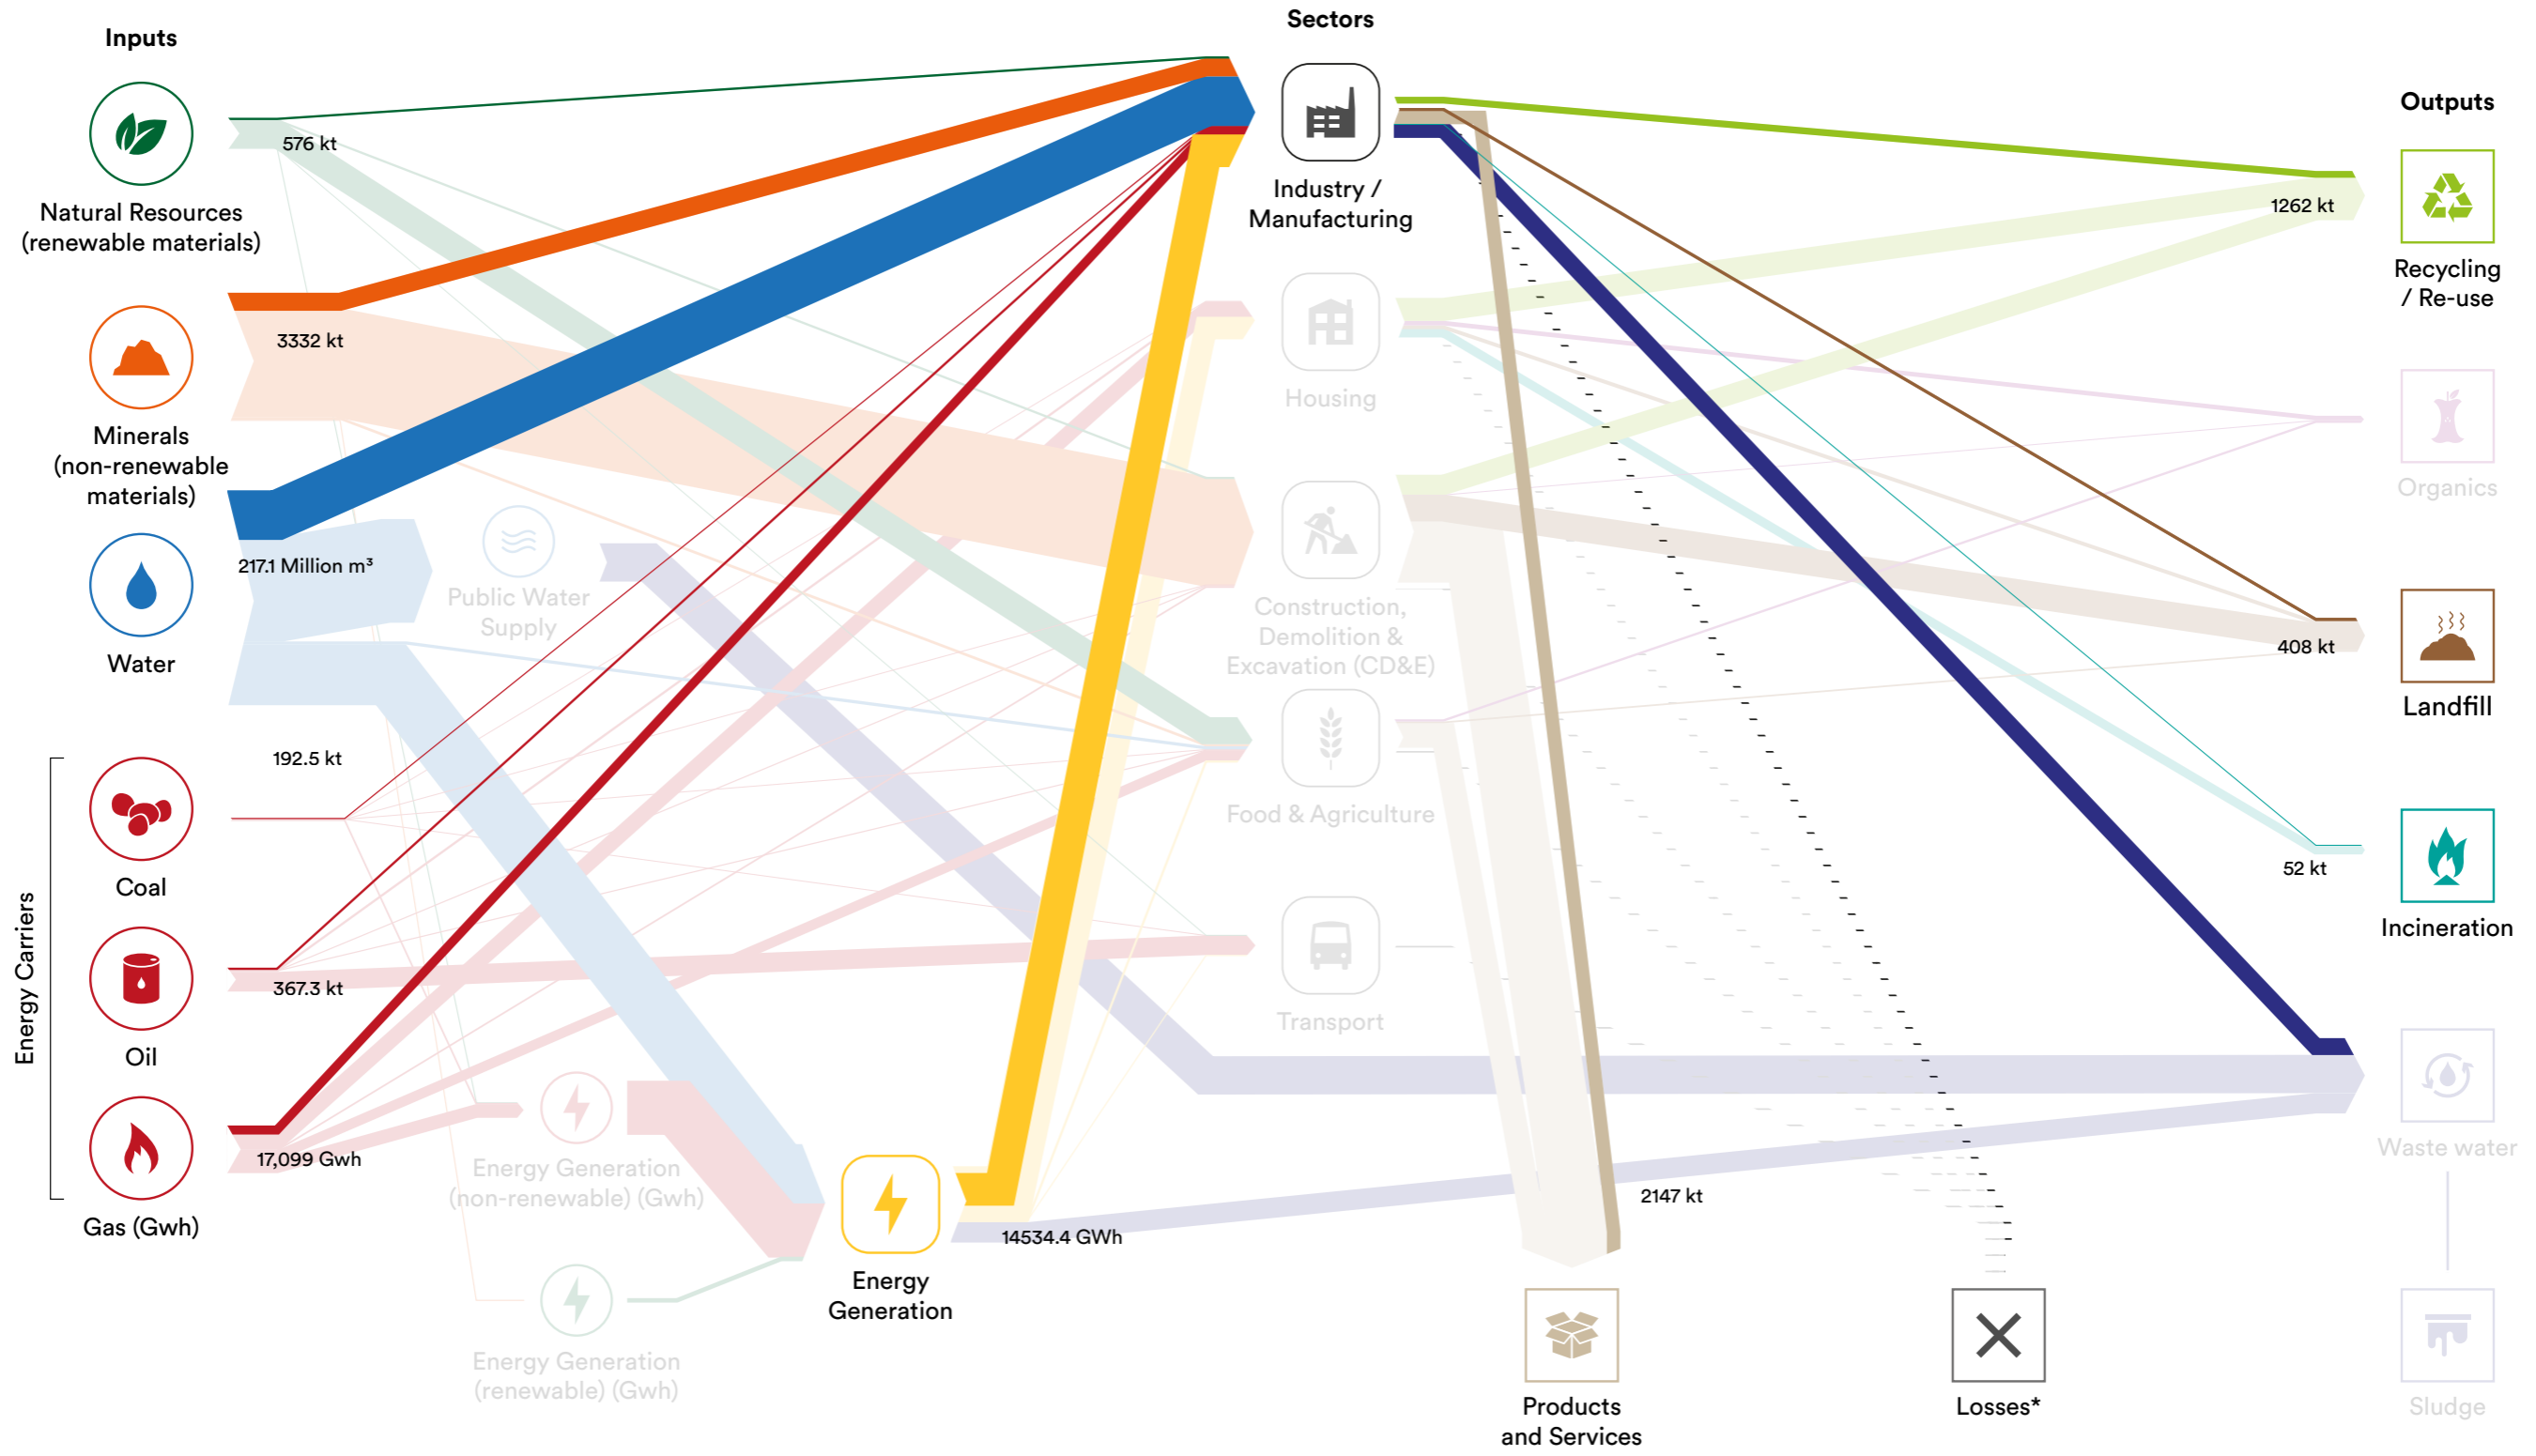 Inputs
576 kt
Natural Resources
(renewable materials)
3332 kt
Minerals
(non-renewable
materials)
217.1 Million m³
Water
Public Water
Supply
Energy Carriers
192.5 kt
Coal
367.3 kt
Oil
17,099 Gwh
Gas (Gwh)
Energy Generation
(non-renewable) (Gwh)
Energy Generation
(renewable) (Gwh)
14534.4 GWh
Energy
Generation
Sectors
Industry /
Manufacturing
Housing
Construction,
Demolition &
Excavation (CD&E)
Food & Agriculture
Transport
2147 kt
Products
and Services
Losses*
Outputs
1262 kt
Recycling
/ Re-use
Organics
408 kt
Landfill
52 kt
Incineration
Waste water
Sludge